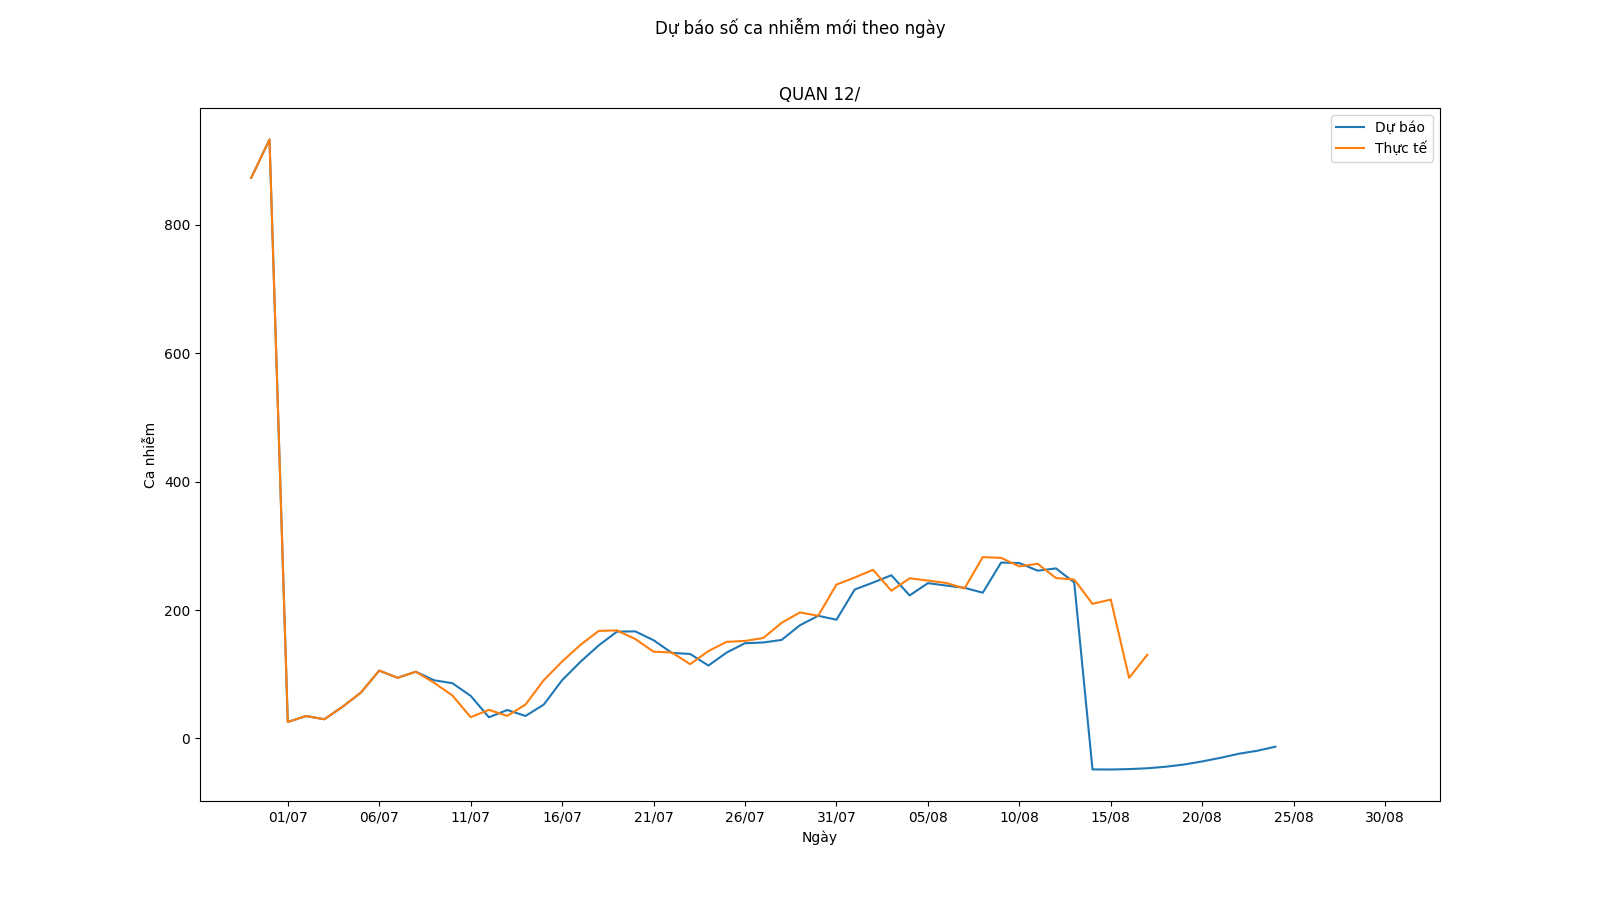 Dự báo số ca nhiễm mới theo ngày
QUAN 12/
Dự báo
Thực tế
800
600
400
200
0
Ca nhiễm
01/07 06/07 11/07 16/07 21/07 26/07 31/07 05/08 10/08 15/08 20/08 25/08 30/08
Ngày